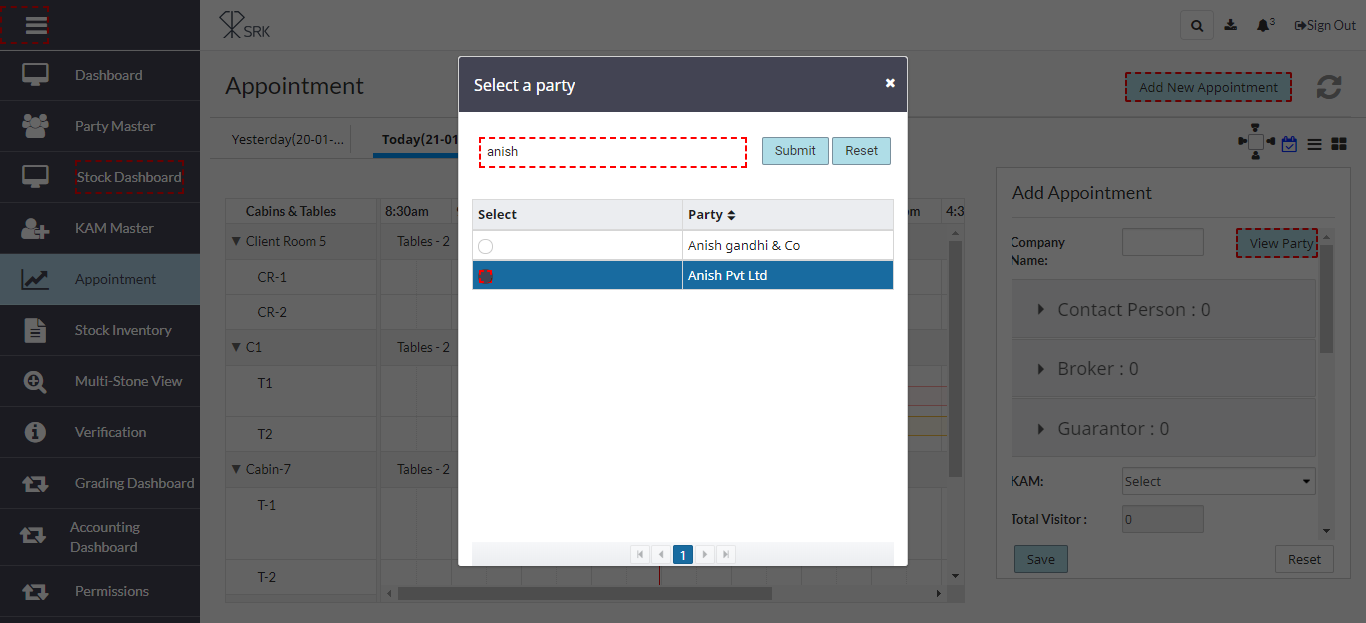 SRK
3
Sign Out
Dashboard
Party Master
Stock Dashboard
KAM Master
Appointment
Stock Inventory
Multi-Stone View
Verification
Grading Dashboard
Accounting
Dashboard
Permissions
Appointment
Add New Appointment
Yesterday(20-01-...
Today(21-01
Cabins & Tables
8:30am
4:3
Client Room 5
Tables - 2
CR-1
CR-2
C1
Tables - 2
T1
T2
Cabin-7
Tables - 2
T-1
T-2
Select a party
anish
Submit
Reset
Select
Party
Anish gandhi & Co
Anish Pvt Ltd
1
Add Appointment
Company
Name:
View Party
Contact Person : 0
Broker : 0
Guarantor : 0
KAM:
Select
Total Visitor :
0
Save
Reset